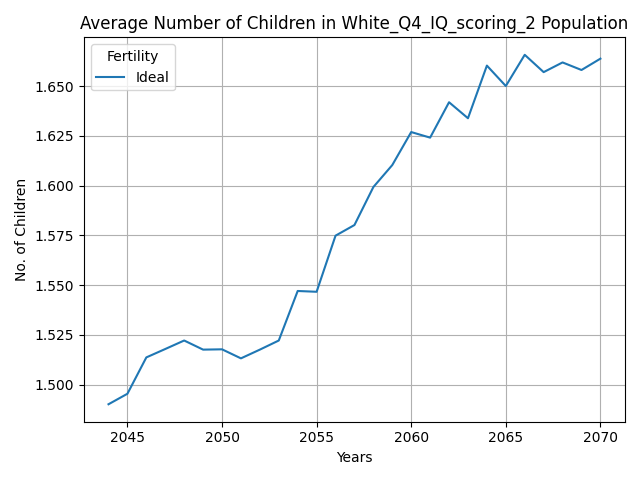 Average Number of Children in White_Q4_IQ_scoring_2 Population
Fertility
Ideal
No. of Children
1.650
1.625
1.600
1.575
1.550
1.525
1.500
2045 2050 2055 2060 2065 2070
Years